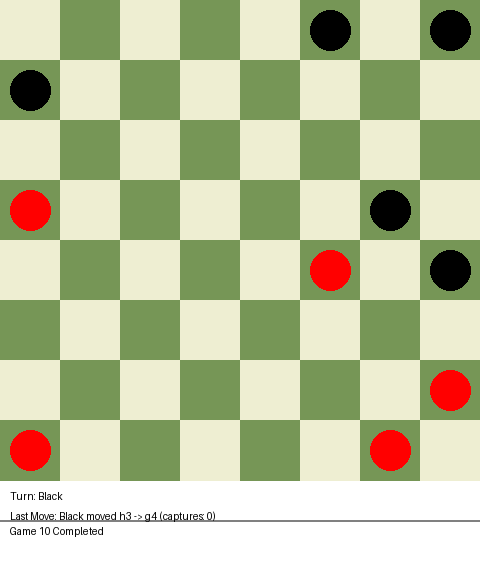 Turn: Black
Last Move: Black moved h3 -> g4 (captures: 0)
Game 10 Completed